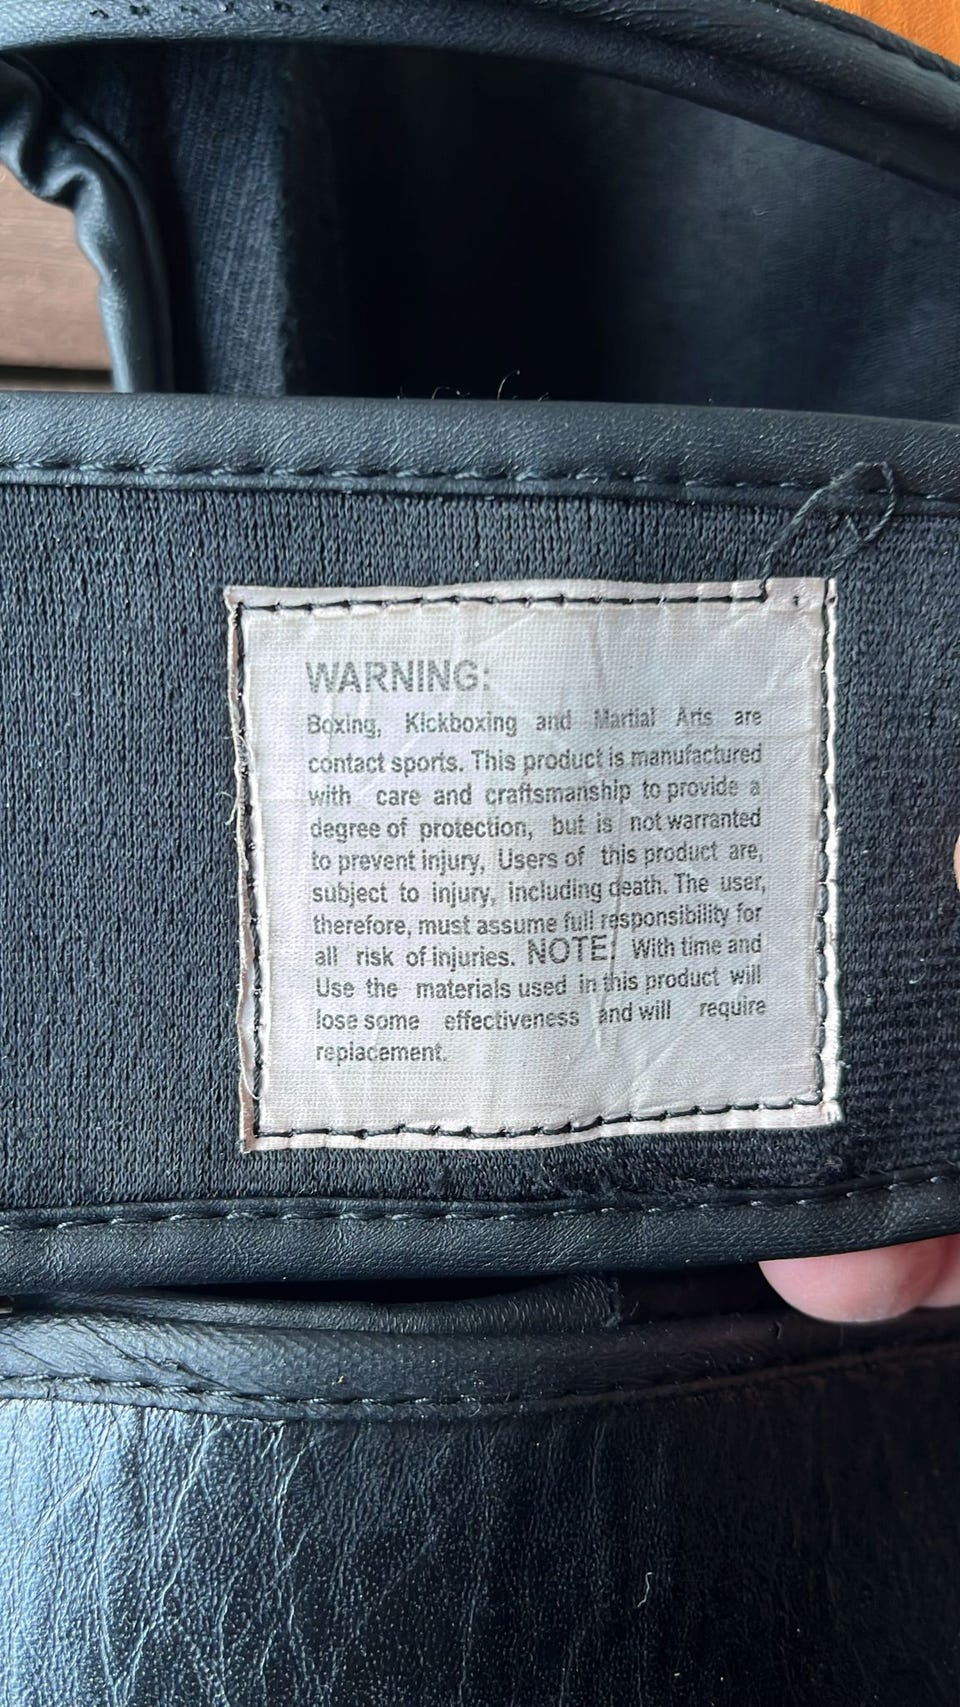 WARNING:
Boxing, Kickboxing and Martial Arts are
contact sports. This product is manufactured
with care and craftsmanship to provide a
degree of protection, but is not warranted
to prevent injury, Users of this product are,
subject to injury, including death. The user,
therefore, must assume full responsibility for
all risk of injuries. NOTE: With time and
Use the materials used in this product will
lose some effectiveness and will require
replacement.